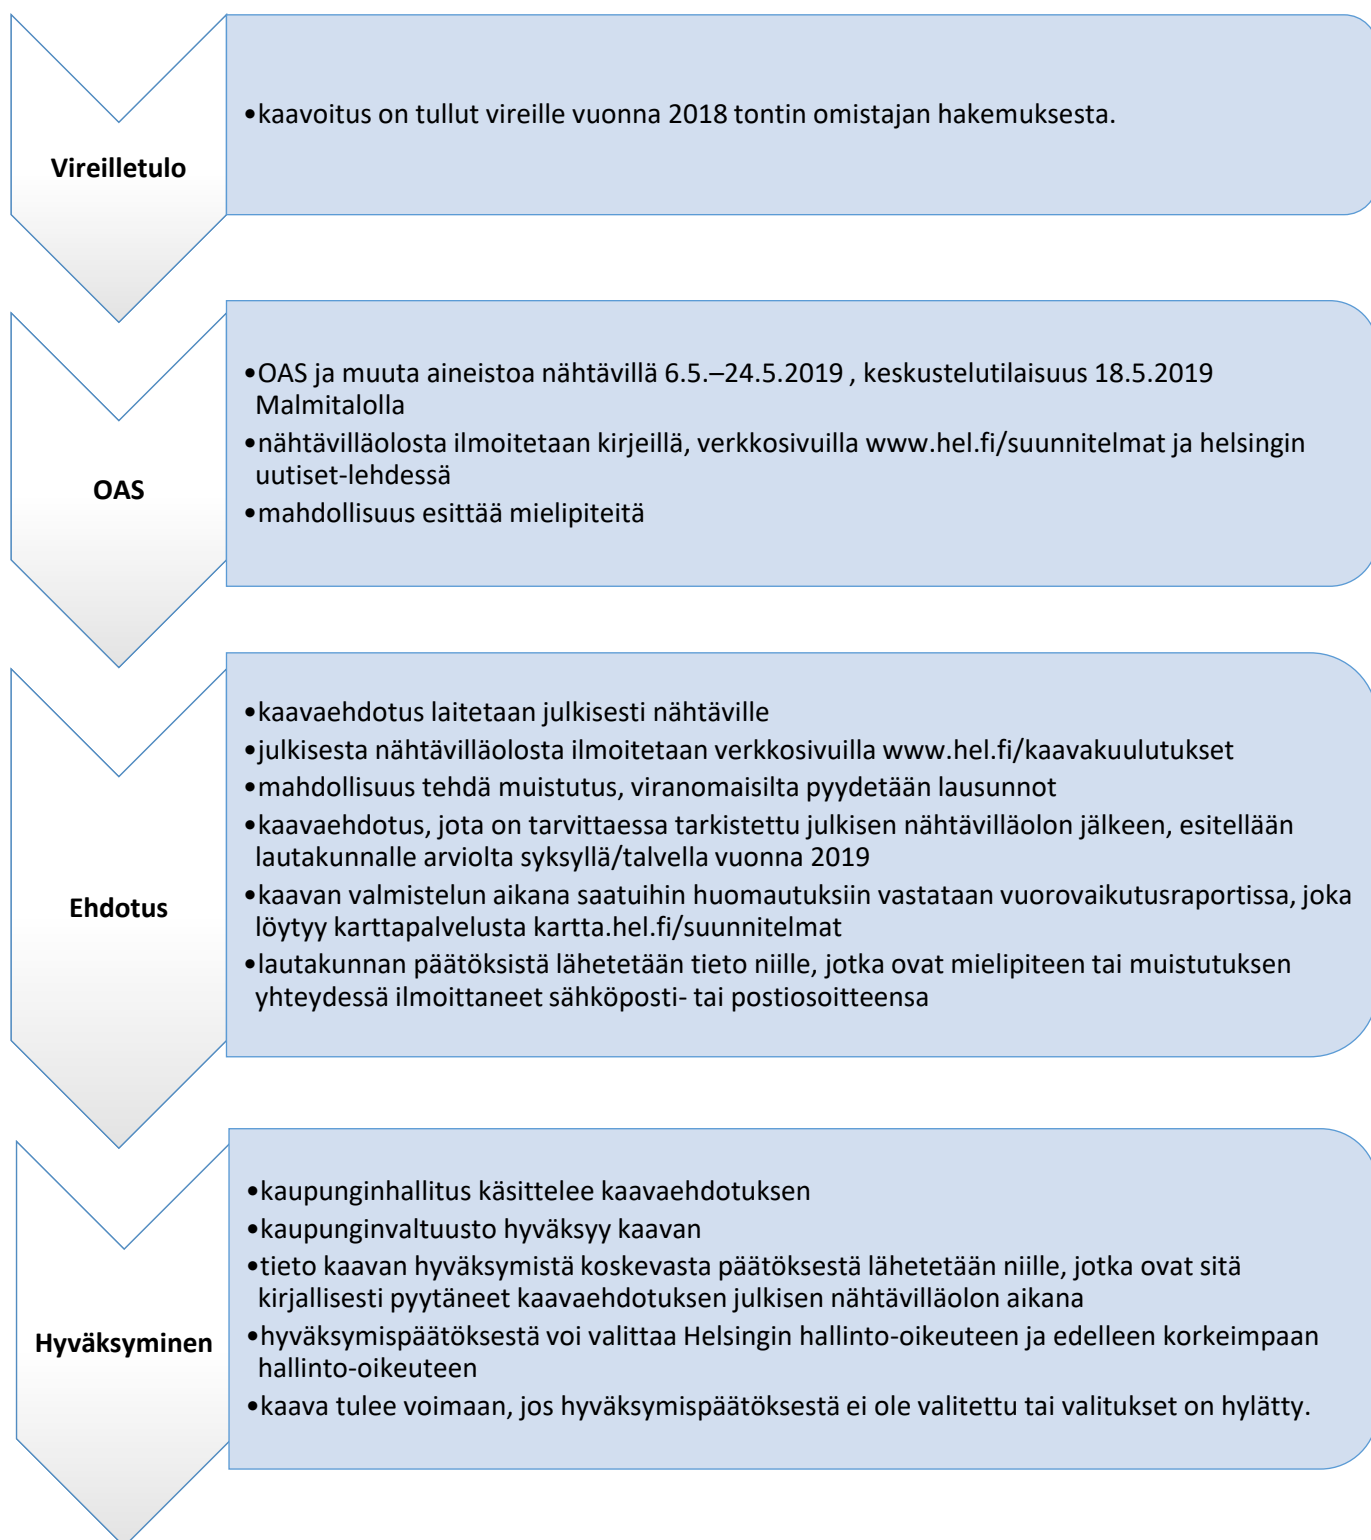 Vireilletulo
•kaavoitus on tullut vireille vuonna 2018 tontin omistajan hakemuksesta.
OAS
•OAS ja muuta aineistoa nähtävillä 6.5.–24.5.2019 , keskustelutilaisuus 18.5.2019
Malmitalolla
•nähtävilläolosta ilmoitetaan kirjeillä, verkkosivuilla www.hel.fi/suunnitelmat ja helsingin
uutiset-lehdessä
•mahdollisuus esittää mielipiteitä
Ehdotus
•kaavaehdotus laitetaan julkisesti nähtäville
•julkisesta nähtävilläolosta ilmoitetaan verkkosivuilla www.hel.fi/kaavakuulutukset
•mahdollisuus tehdä muistutus, viranomaisilta pyydetään lausunnot
•kaavaehdotus, jota on tarvittaessa tarkistettu julkisen nähtävilläolon jälkeen, esitellään
lautakunnalle arviolta syksyllä/talvella vuonna 2019
•kaavan valmistelun aikana saatuihin huomautuksiin vastataan vuorovaikutusraportissa, joka
löytyy karttapalvelusta kartta.hel.fi/suunnitelmat
•lautakunnan päätöksistä lähetetään tieto niille, jotka ovat mielipiteen tai muistutuksen
yhteydessä ilmoittaneet sähköposti- tai postiosoitteensa
Hyväksyminen
•kaupunginhallitus käsittelee kaavaehdotuksen
•kaupunginvaltuusto hyväksyy kaavan
•tieto kaavan hyväksymistä koskevasta päätöksestä lähetetään niille, jotka ovat sitä
kirjallisesti pyytäneet kaavaehdotuksen julkisen nähtävilläolon aikana
•hyväksymispäätöksestä voi valittaa Helsingin hallinto-oikeuteen ja edelleen korkeimpaan
hallinto-oikeuteen
•kaava tulee voimaan, jos hyväksymispäätöksestä ei ole valitettu tai valitukset on hylätty.